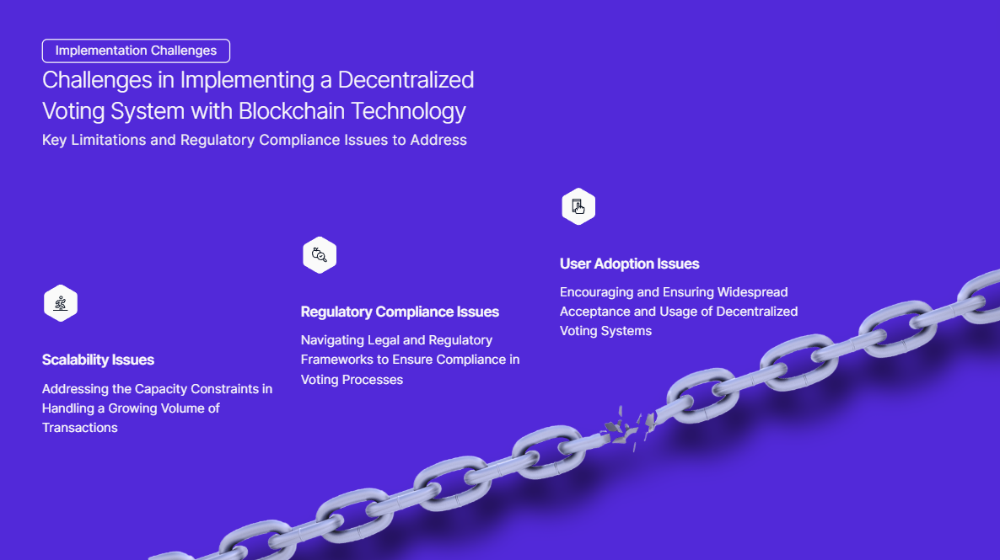 Implementation Challenges
Challenges in Implementing a Decentralized
Voting System with Blockchain Technology
Key Limitations and Regulatory Compliance Issues to Address
Scalability Issues
Addressing the Capacity Constraints in
Handling a Growing Volume of
Transactions
Regulatory Compliance Issues
Navigating Legal and Regulatory
Frameworks to Ensure Compliance in
Voting Processes
User Adoption Issues
Encouraging and Ensuring Widespread
Acceptance and Usage of Decentralized
Voting Systems